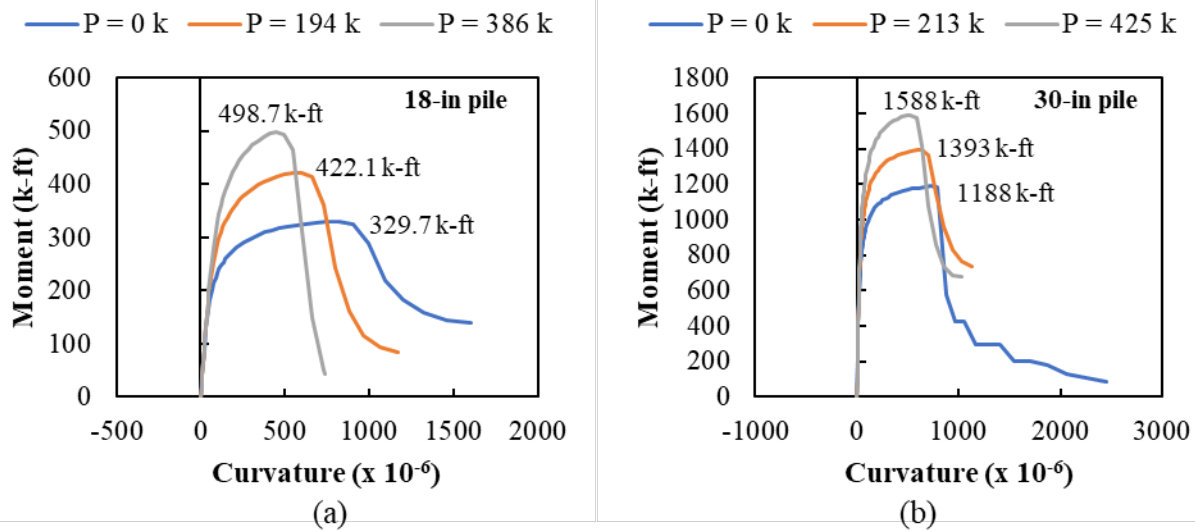 P = 0 k P = 194 k P = 386 k
600
500
400
300
200
100
0
-500 0 500 1000 1500 2000
Moment (k-ft)
Curvature (x 10⁻⁶)
18-in pile
498.7 k-ft
422.1 k-ft
329.7 k-ft
(a)
P = 0 k P = 213 k P = 425 k
1800
1600
1400
1200
1000
800
600
400
200
0
-1000 0 1000 2000 3000
Moment (k-ft)
Curvature (x 10⁻⁶)
30-in pile
1588 k-ft
1393 k-ft
1188 k-ft
(b)